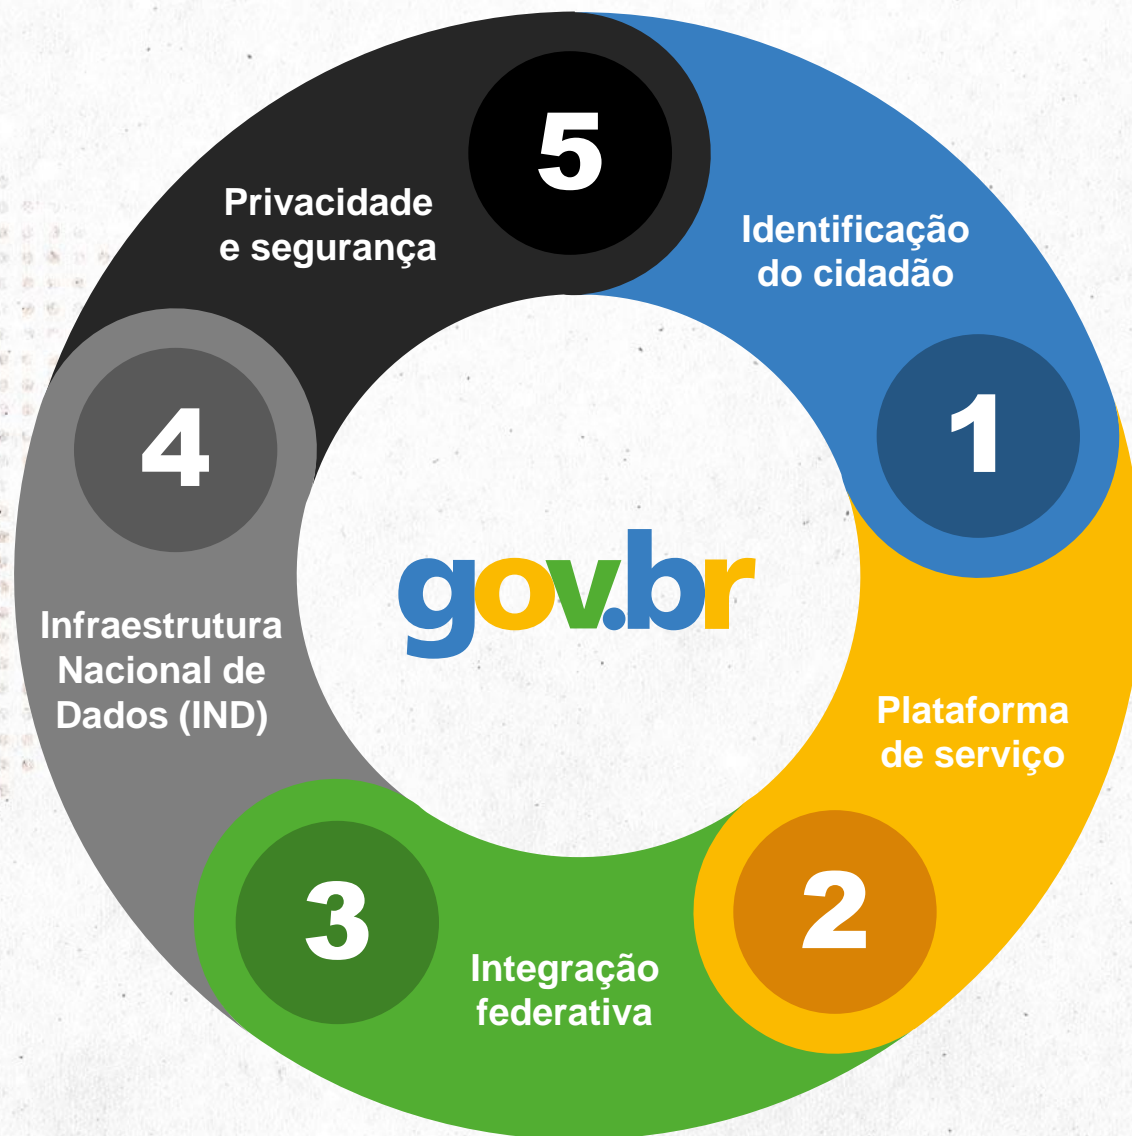 5
Privacidade
e segurança
Identificação
do cidadão
1
4
gov.br
Infraestrutura
Nacional de
Dados (IND)
Plataforma
de serviço
2
3
Integração
federativa